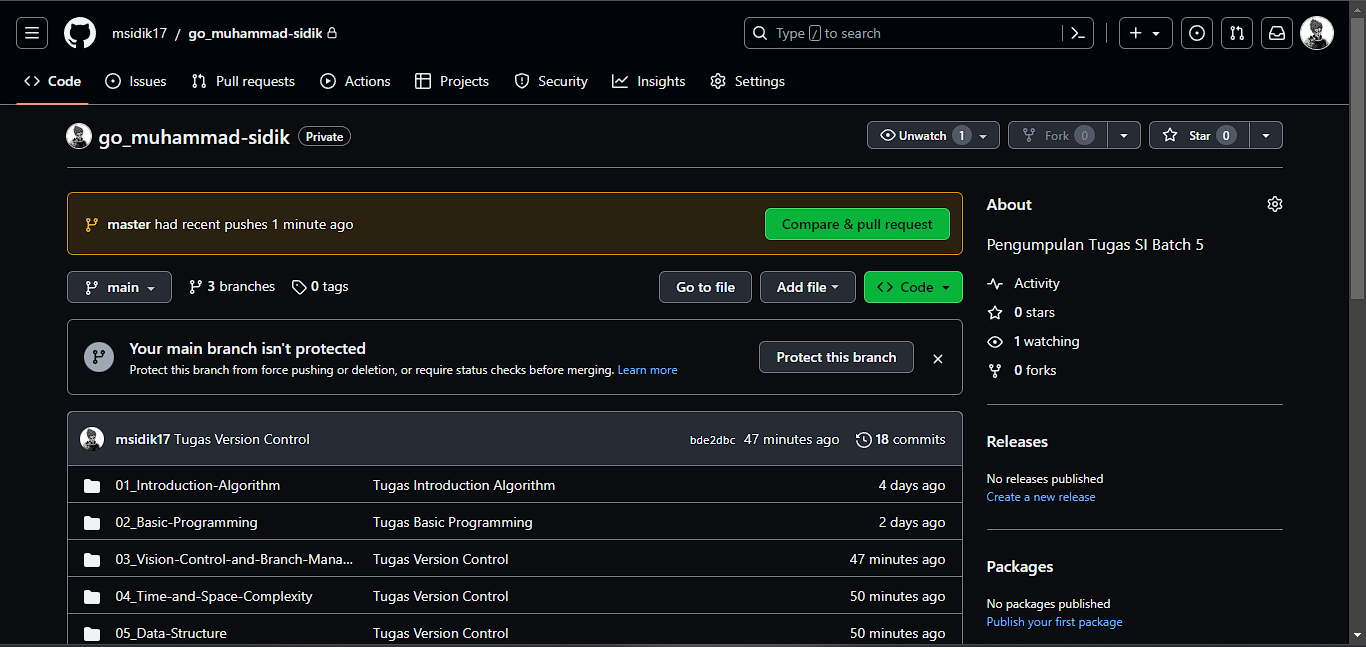 msidik17 / go_muhammad-sidik
Type / to search
Code Issues Pull requests Actions Projects Security Insights Settings
go_muhammad-sidik Private
Unwatch 1 Fork 0 Star 0
master had recent pushes 1 minute ago Compare & pull request
main 3 branches 0 tags Go to file Add file Code
Your main branch isn't protected
Protect this branch from force pushing or deletion, or require status checks before merging. Learn more
Protect this branch
msidik17 Tugas Version Control bde2dbc 47 minutes ago 18 commits
01_Introduction-Algorithm Tugas Introduction Algorithm 4 days ago
02_Basic-Programming Tugas Basic Programming 2 days ago
03_Vision-Control-and-Branch-Mana... Tugas Version Control 47 minutes ago
04_Time-and-Space-Complexity Tugas Version Control 50 minutes ago
05_Data-Structure Tugas Version Control 50 minutes ago
About
Pengumpulan Tugas SI Batch 5
Activity
0 stars
1 watching
0 forks
Releases
No releases published
Create a new release
Packages
No packages published
Publish your first package